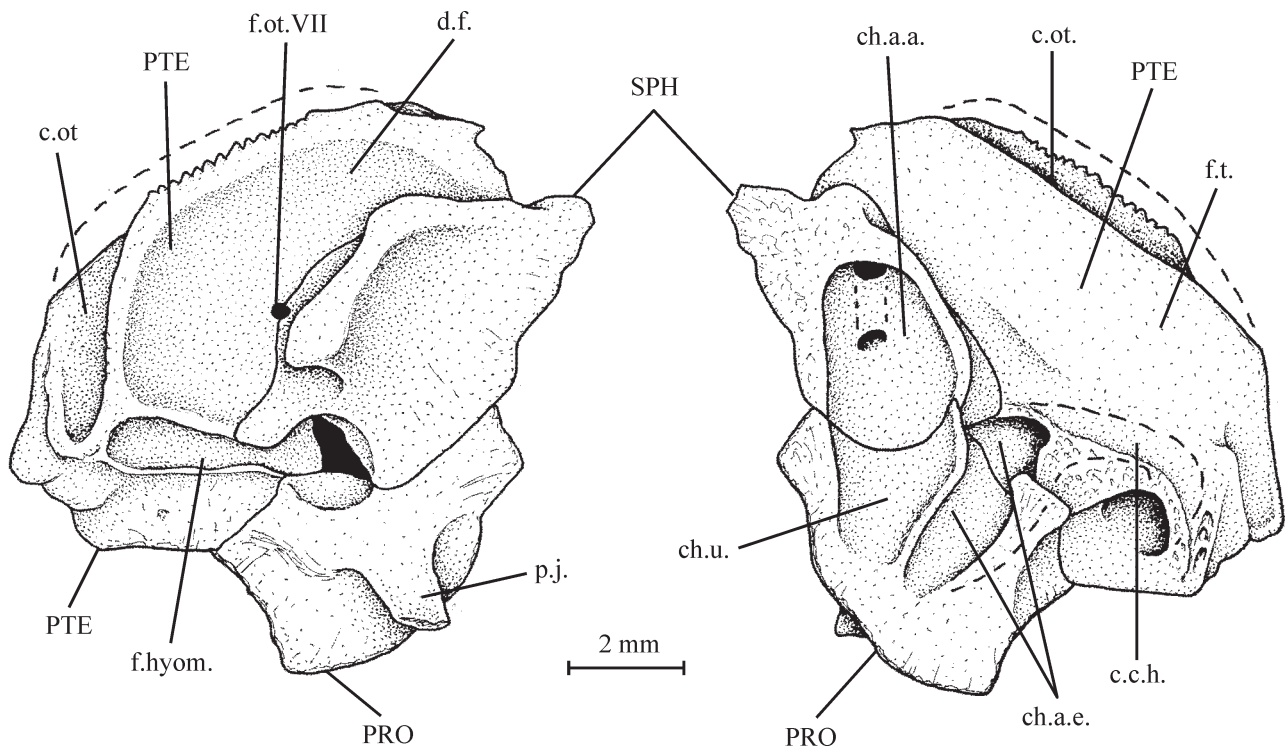 f.ot.VII
d.f.
PTE
c.ot
SPH
ch.a.a.
c.ot.
PTE
f.t.
ch.u.
p.j.
PTE
f.hyom.
2 mm
c.c.h.
ch.a.e.
PRO
PRO